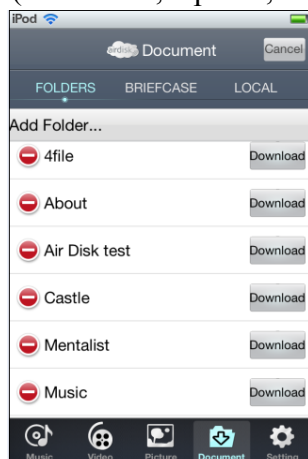 iPod
airdisk Document Cancel
FOLDERS BRIEFCASE LOCAL
Add Folder...
4file Download
About Download
Air Disk test Download
Castle Download
Mentalist Download
Music Download
Music Video Picture Document Setting